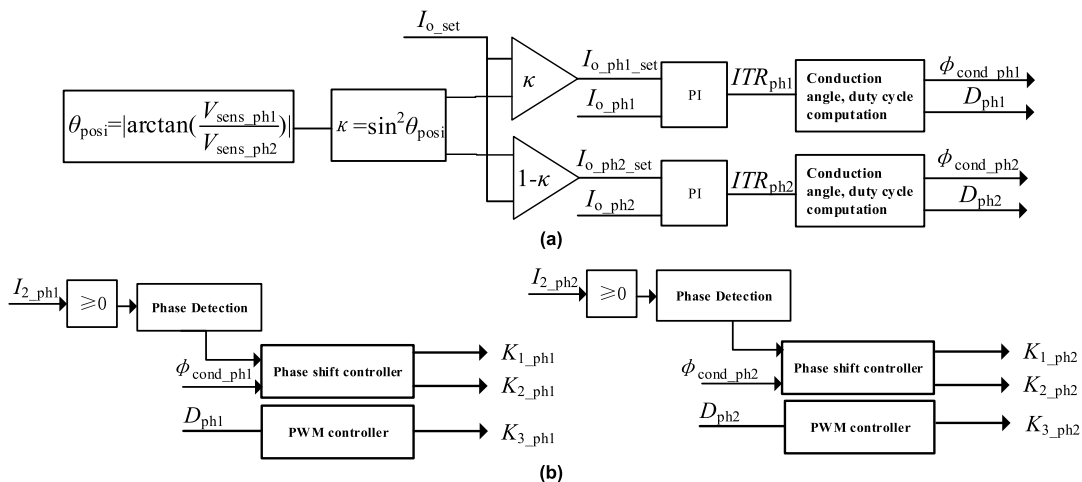 I_o_set
κ
I_o_ph1_set
I_o_ph1
PI
ITR_ph1
Conduction
angle, duty cycle
computation
ϕ_cond_ph1
D_ph1
θ_posi=|arctan(V_sens_ph1/V_sens_ph2)|
κ=sin²θ_posi
1-κ
I_o_ph2_set
I_o_ph2
PI
ITR_ph2
Conduction
angle, duty cycle
computation
ϕ_cond_ph2
D_ph2
(a)
I_2_ph1
≥0
Phase Detection
ϕ_cond_ph1
Phase shift controller
K_1_ph1
K_2_ph1
D_ph1
PWM controller
K_3_ph1
I_2_ph2
≥0
Phase Detection
ϕ_cond_ph2
Phase shift controller
K_1_ph2
K_2_ph2
D_ph2
PWM controller
K_3_ph2
(b)